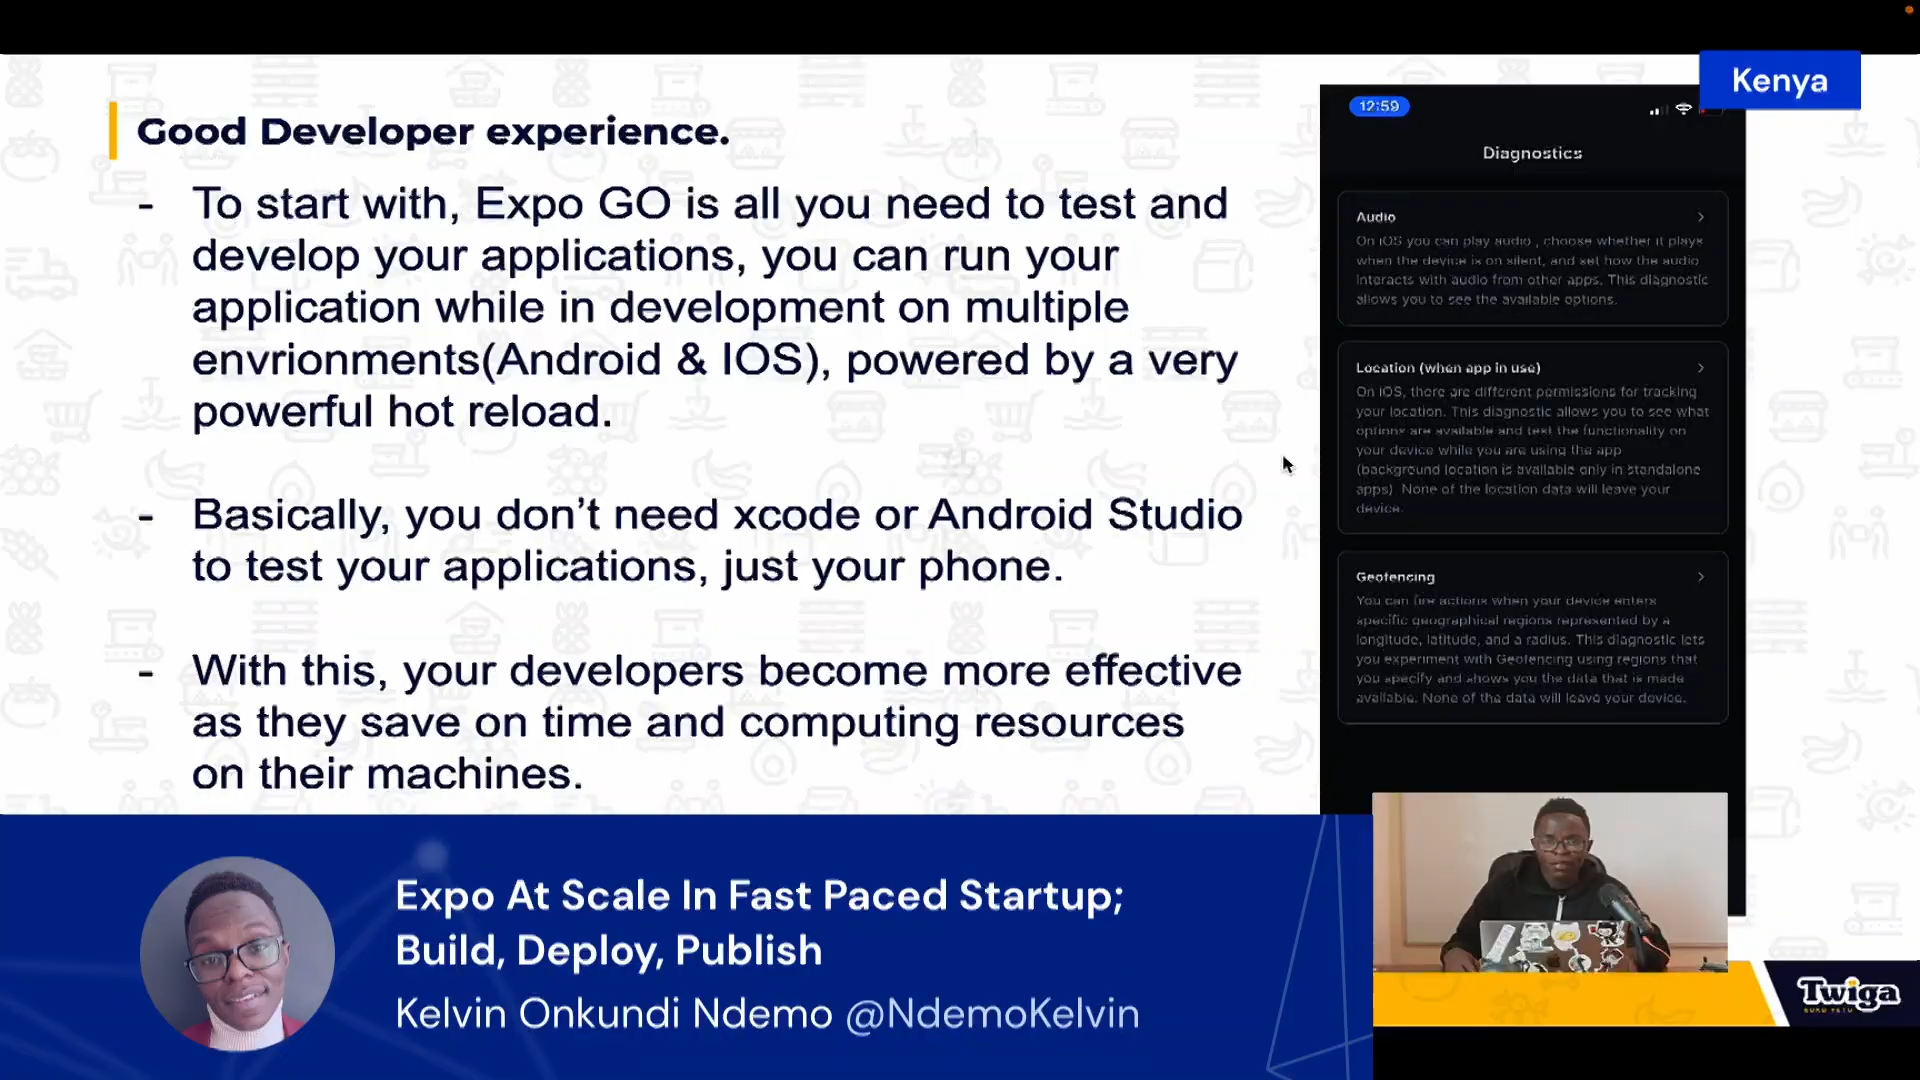 Kenya
Good Developer experience.
- To start with, Expo GO is all you need to test and
develop your applications, you can run your
application while in development on multiple
envrionments(Android & IOS), powered by a very
powerful hot reload.
- Basically, you don’t need xcode or Android Studio
to test your applications, just your phone.
- With this, your developers become more effective
as they save on time and computing resources
on their machines.
12:59
Diagnostics
Audio
On iOS you can play audio , choose whether it plays
when the device is on silent, and set how the audio
interacts with audio from other apps. This diagnostic
allows you to see the available options.
Location (when app in use)
On iOS, there are different permissions for tracking
your location. This diagnostic allows you to see what
options are available and test the functionality on
your device while you are using the app
(background location is available only in standalone
apps). None of the location data will leave your
device.
Geofencing
You can fire actions when your device enters
specific geographical regions represented by a
longitude, latitude, and a radius. This diagnostic lets
you experiment with Geofencing using regions that
you specify and shows you the data that is made
available. None of the data will leave your device.
Expo At Scale In Fast Paced Startup;
Build, Deploy, Publish
Kelvin Onkundi Ndemo @NdemoKelvin
Twiga